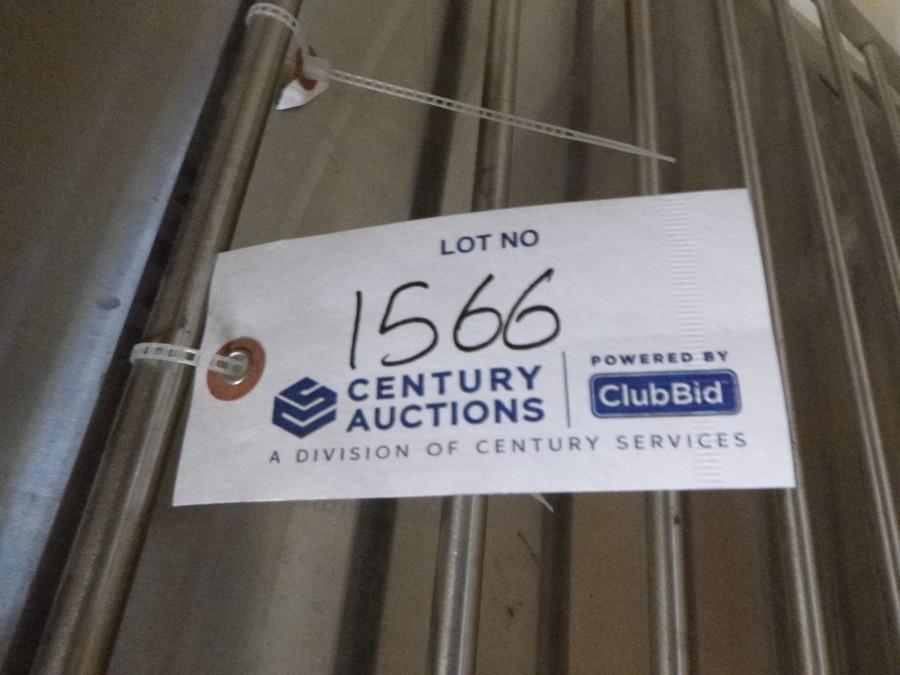 LOT NO
1566
CENTURY
AUCTIONS
POWERED BY
ClubBid
A DIVISION OF CENTURY SERVICES